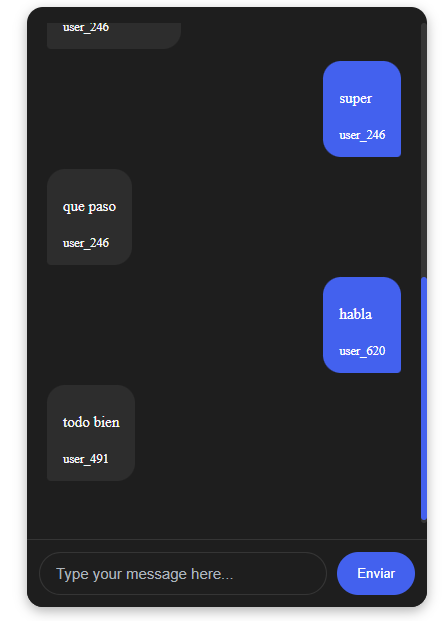 user_246
super
user_246
que paso
user_246
habla
user_620
todo bien
user_491
Type your message here...
Enviar